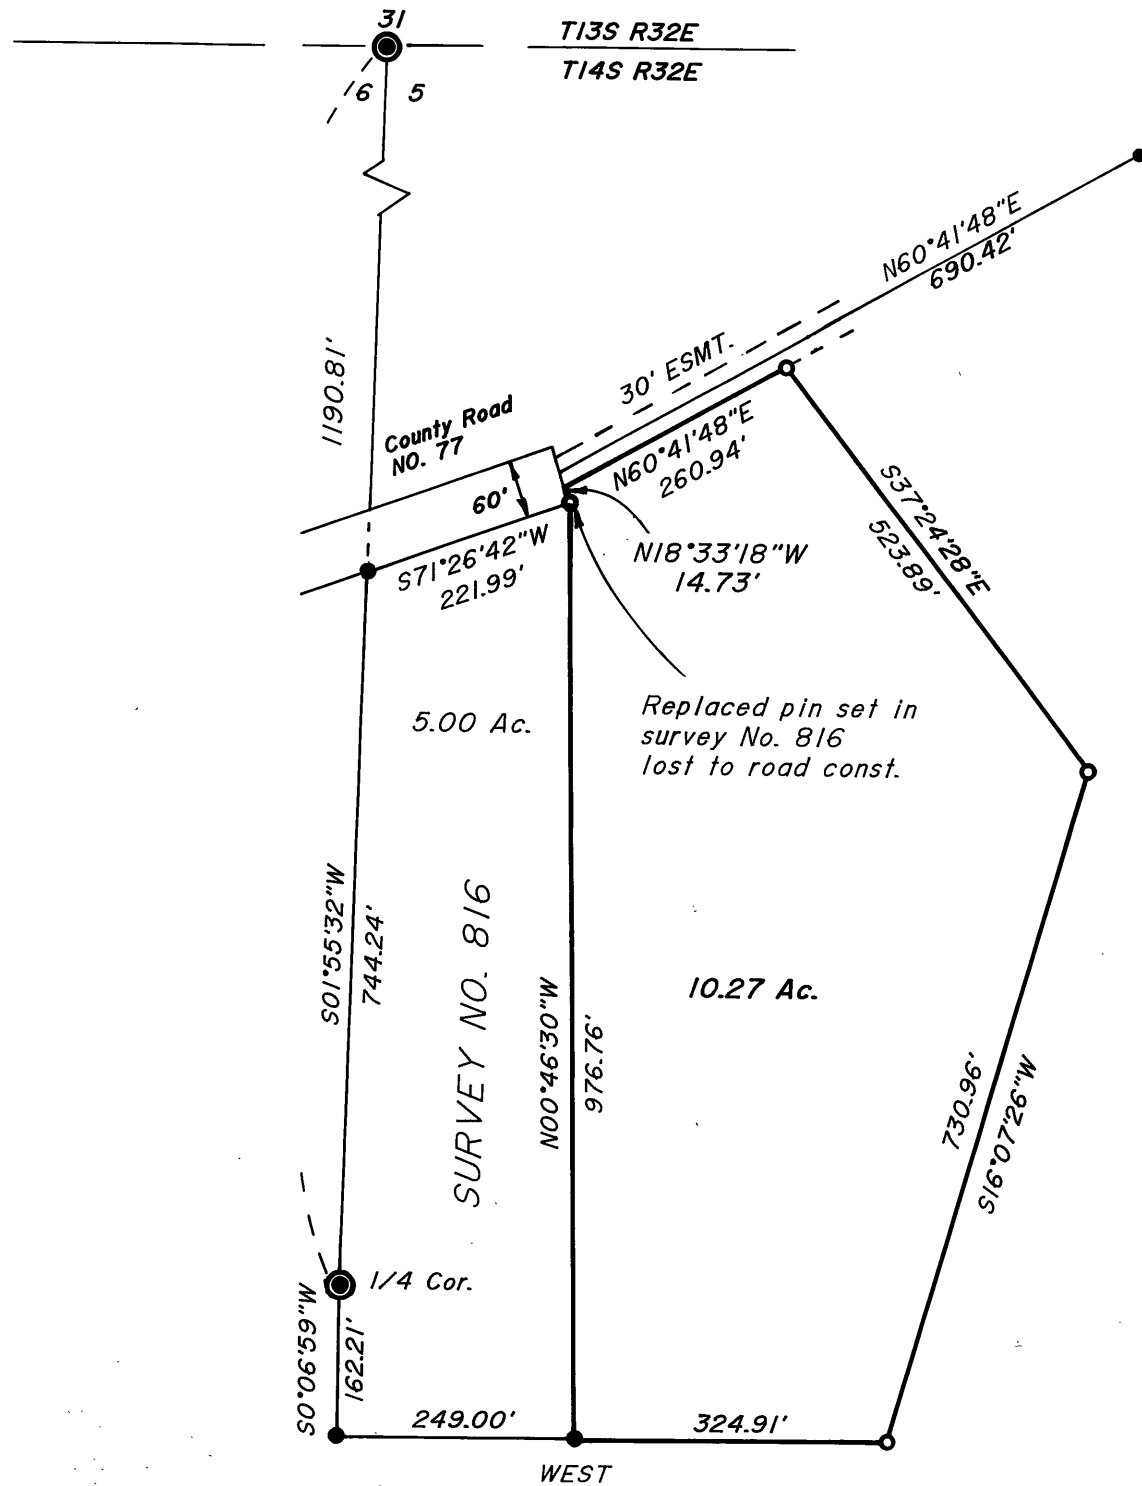 31
T13S R32E
T14S R32E
6 5
N60°41'48"E
690.42'
1190.81'
30' ESMT.
County Road
NO. 77
60'
N60°41'48"E
260.94'
S71°26'42"W
221.99'
N18°33'18"W
14.73'
S37°24'28"E
523.89'
Replaced pin set in
survey No. 816
lost to road const.
5.00 Ac.
S01°55'32"W
744.24'
SURVEY NO. 816
N00°46'30"W
976.76'
10.27 Ac.
730.96'
S16°07'26"W
1/4 Cor.
S0°06'59"W
162.21'
249.00'
324.91'
WEST